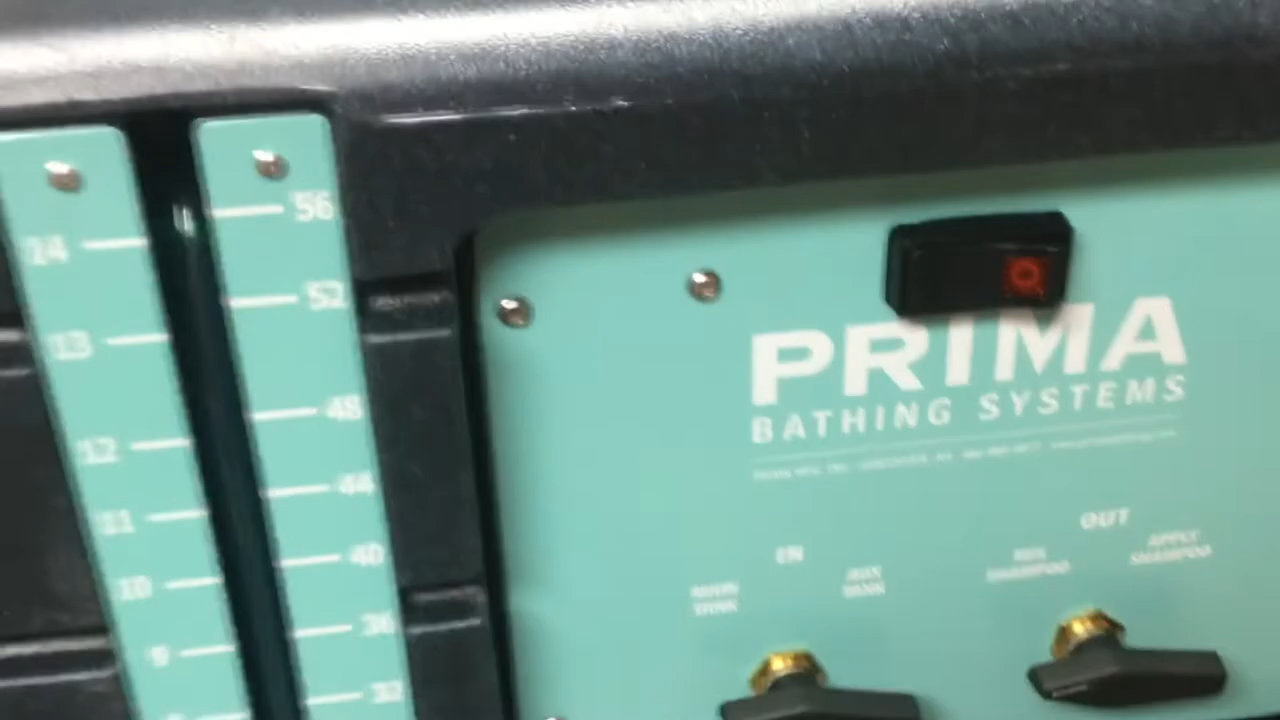 14
13
12
11
10
9
56
52
48
44
40
36
32
PRIMA
BATHING SYSTEMS
IN
MAIN
TANK
AUX
TANK
OUT
MIX
SHAMPOO
APPLY
SHAMPOO